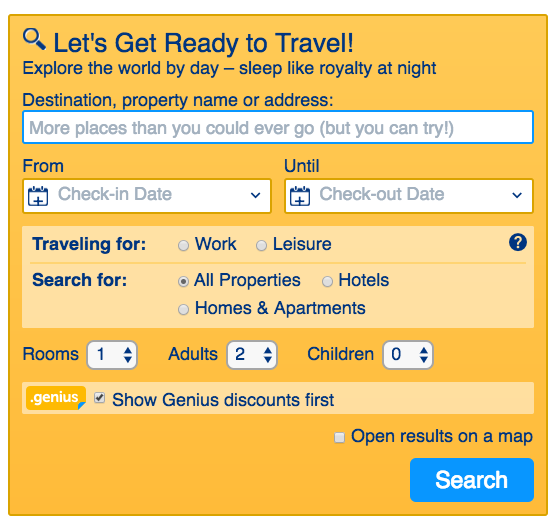 Let's Get Ready to Travel!
Explore the world by day – sleep like royalty at night
Destination, property name or address:
More places than you could ever go (but you can try!)
From Until
Check-in Date Check-out Date
Traveling for: Work Leisure ?
Search for: All Properties Hotels
Homes & Apartments
Rooms 1 Adults 2 Children 0
.genius Show Genius discounts first
Open results on a map
Search